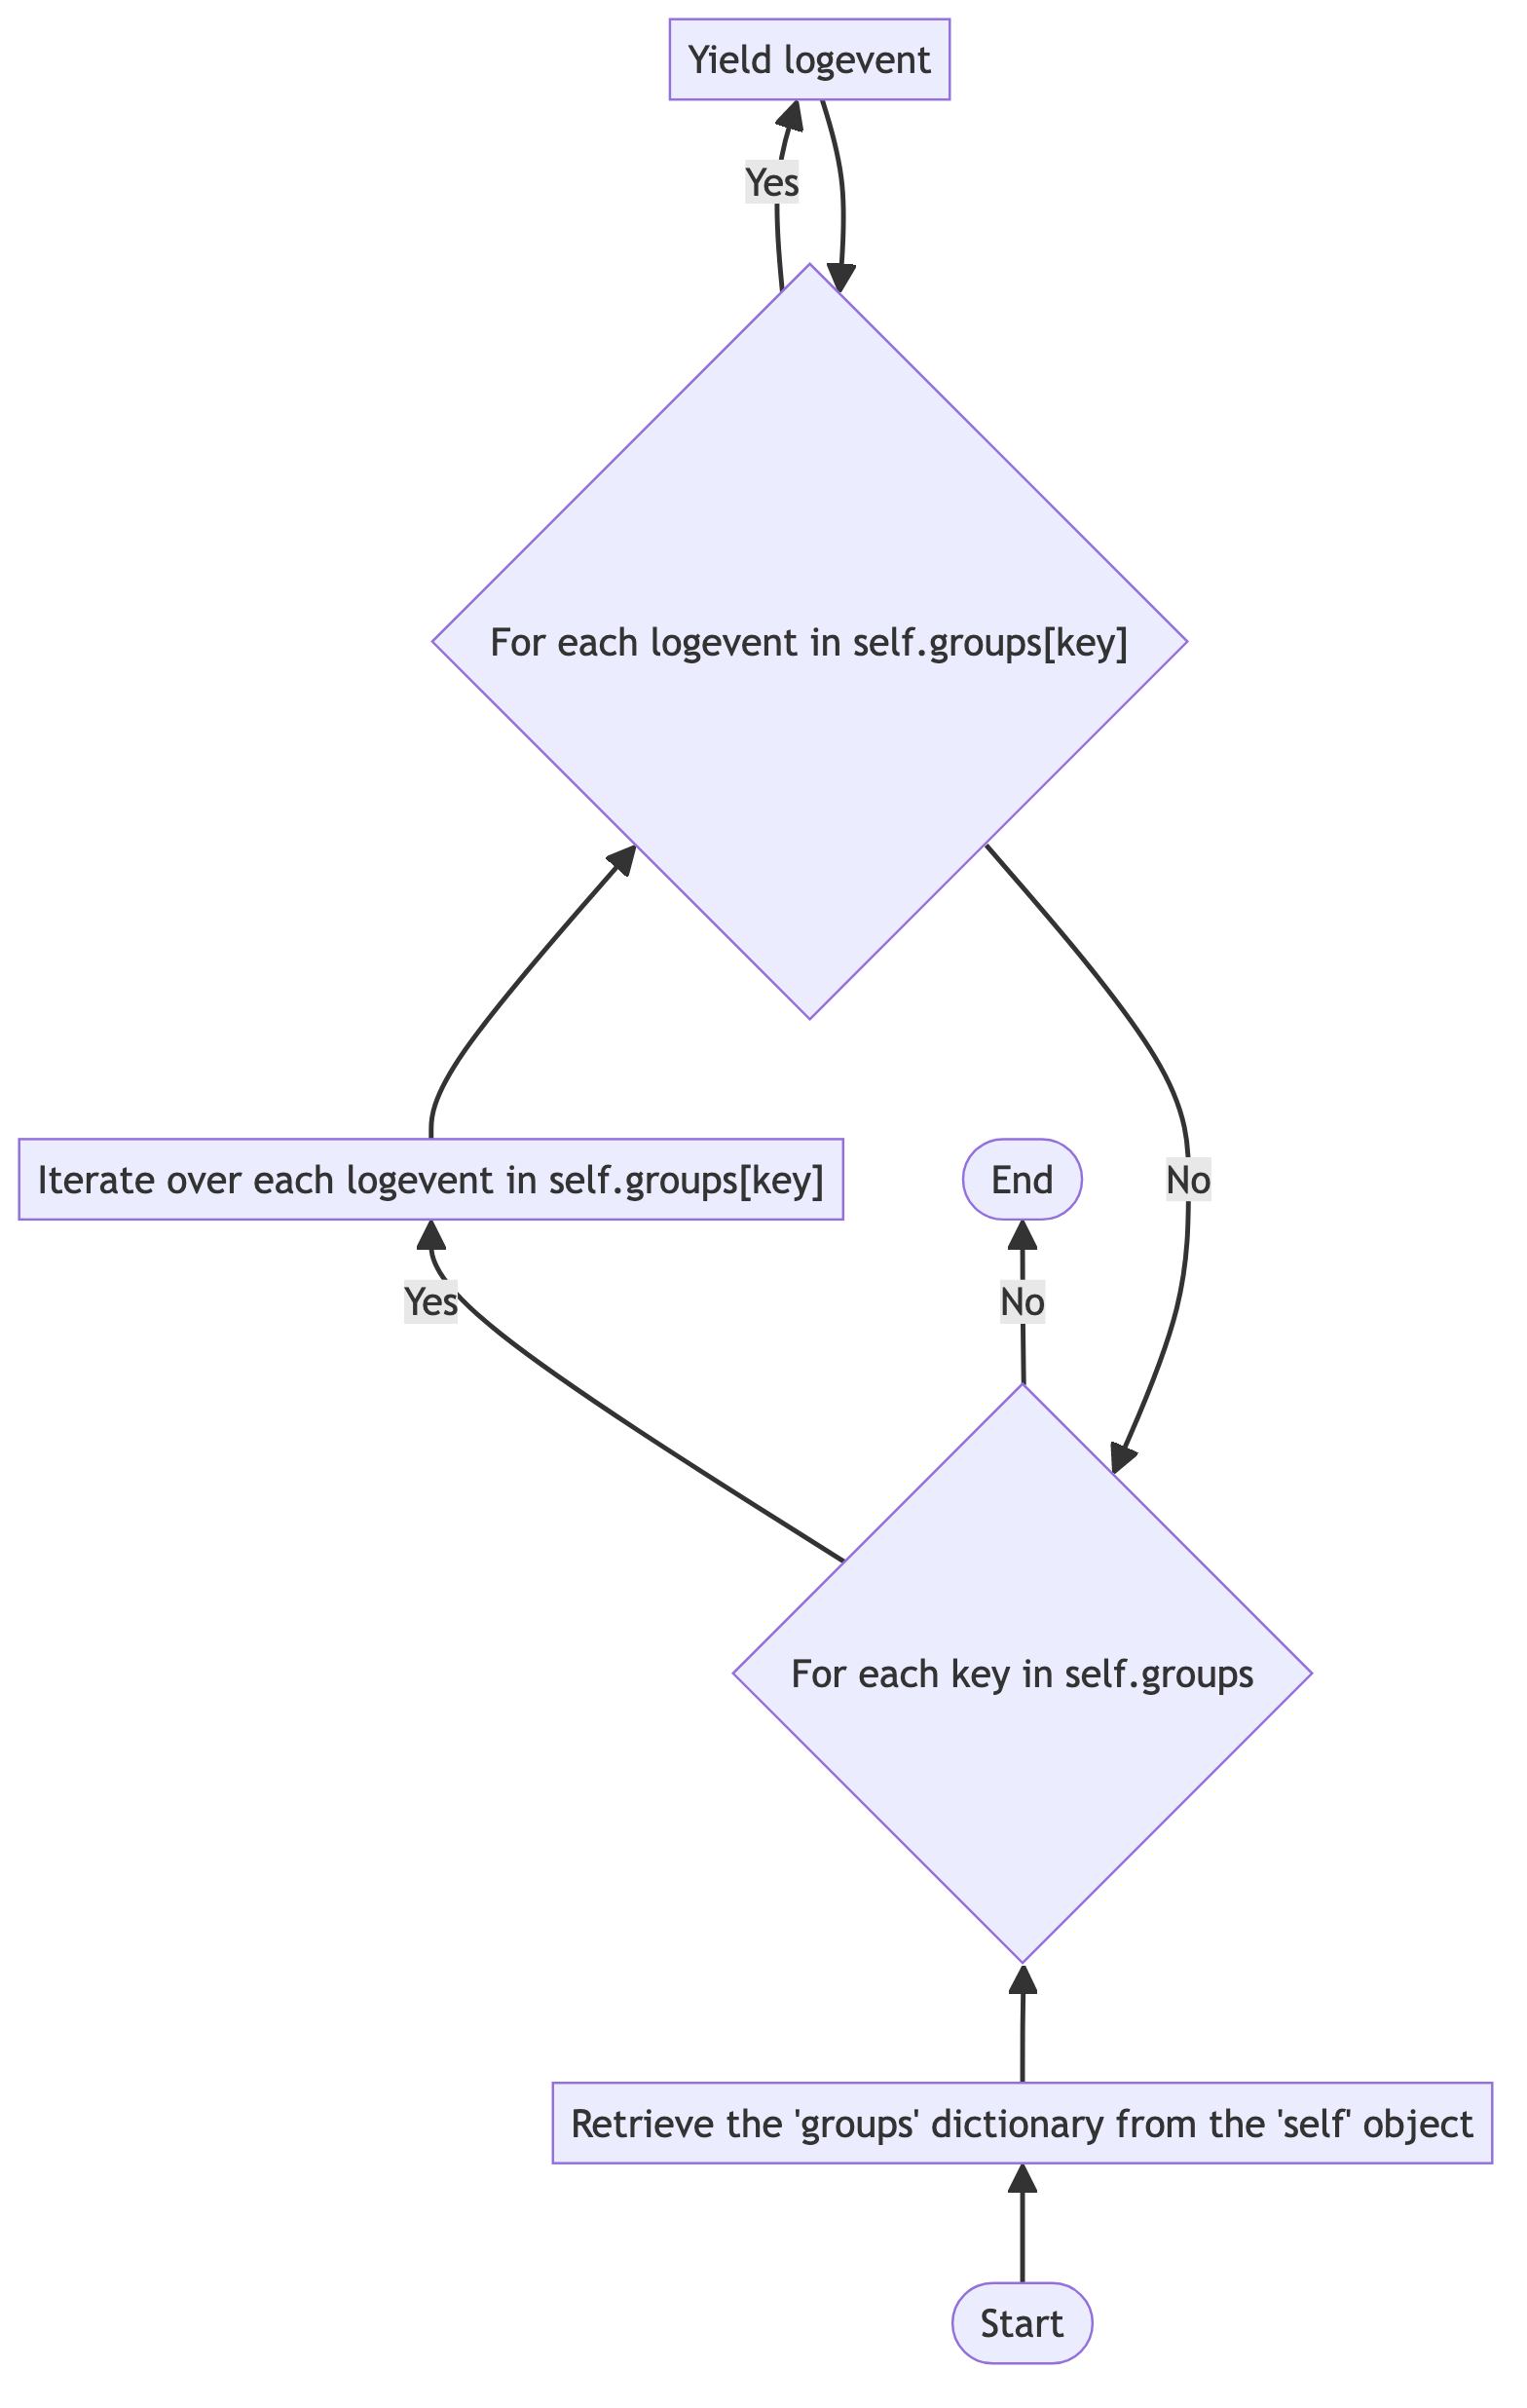 Yield logevent
Yes
For each logevent in self.groups[key]
Iterate over each logevent in self.groups[key]
End
No
Yes
No
For each key in self.groups
Retrieve the 'groups' dictionary from the 'self' object
Start